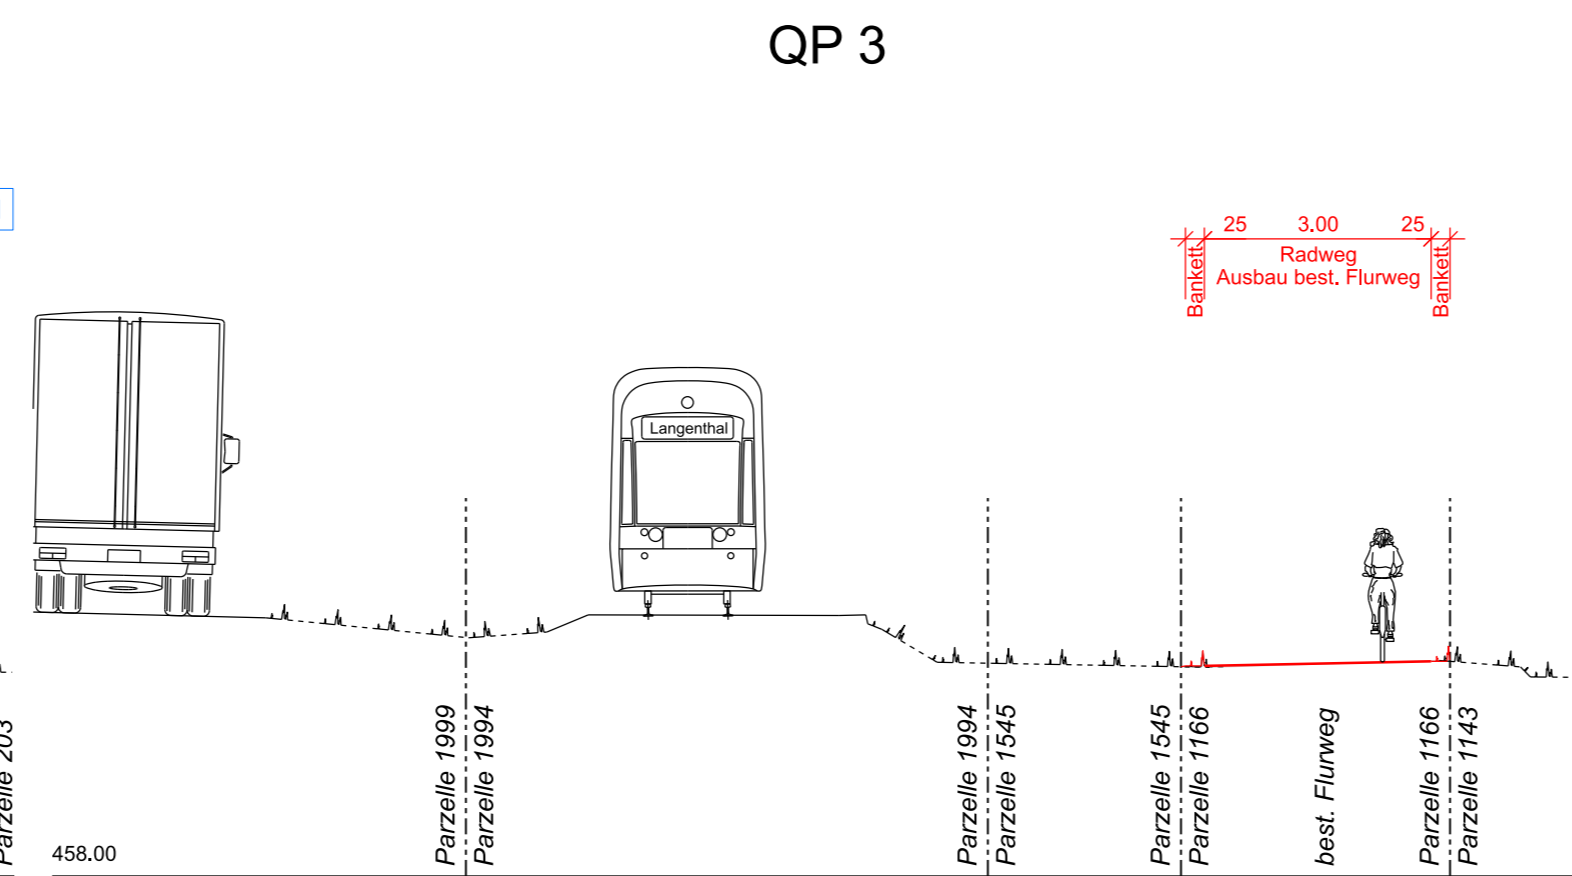 QP 3
25 3.00 25
Bankett
Radweg
Ausbau best. Flurweg
Bankett
Langenthal
Parzelle 203
Parzelle 1999
Parzelle 1994
Parzelle 1994
Parzelle 1545
Parzelle 1545
Parzelle 1166
best. Flurweg
Parzelle 1166
Parzelle 1143
458.00